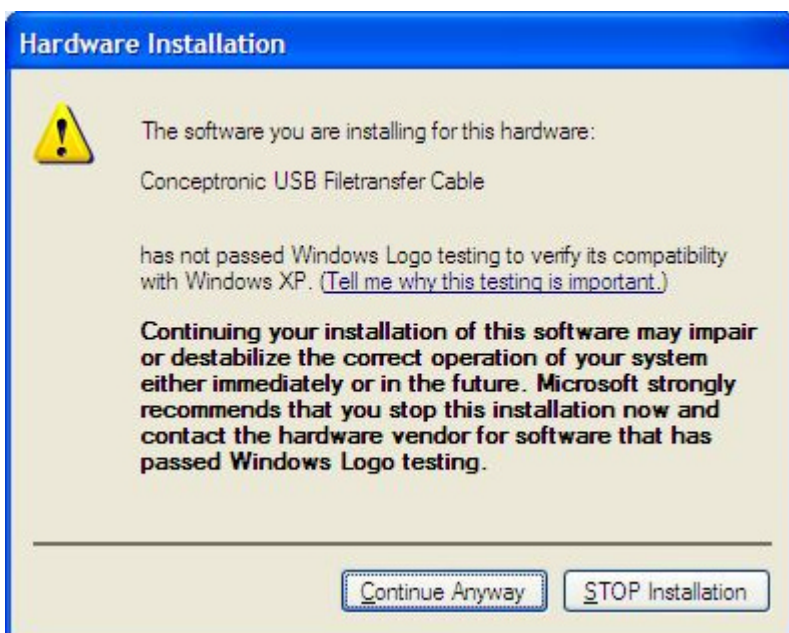 Hardware Installation
The software you are installing for this hardware:
Conceptronic USB Filetransfer Cable
has not passed Windows Logo testing to verify its compatibility
with Windows XP. (Tell me why this testing is important.)
Continuing your installation of this software may impair
or destabilize the correct operation of your system
either immediately or in the future. Microsoft strongly
recommends that you stop this installation now and
contact the hardware vendor for software that has
passed Windows Logo testing.
Continue Anyway
STOP Installation